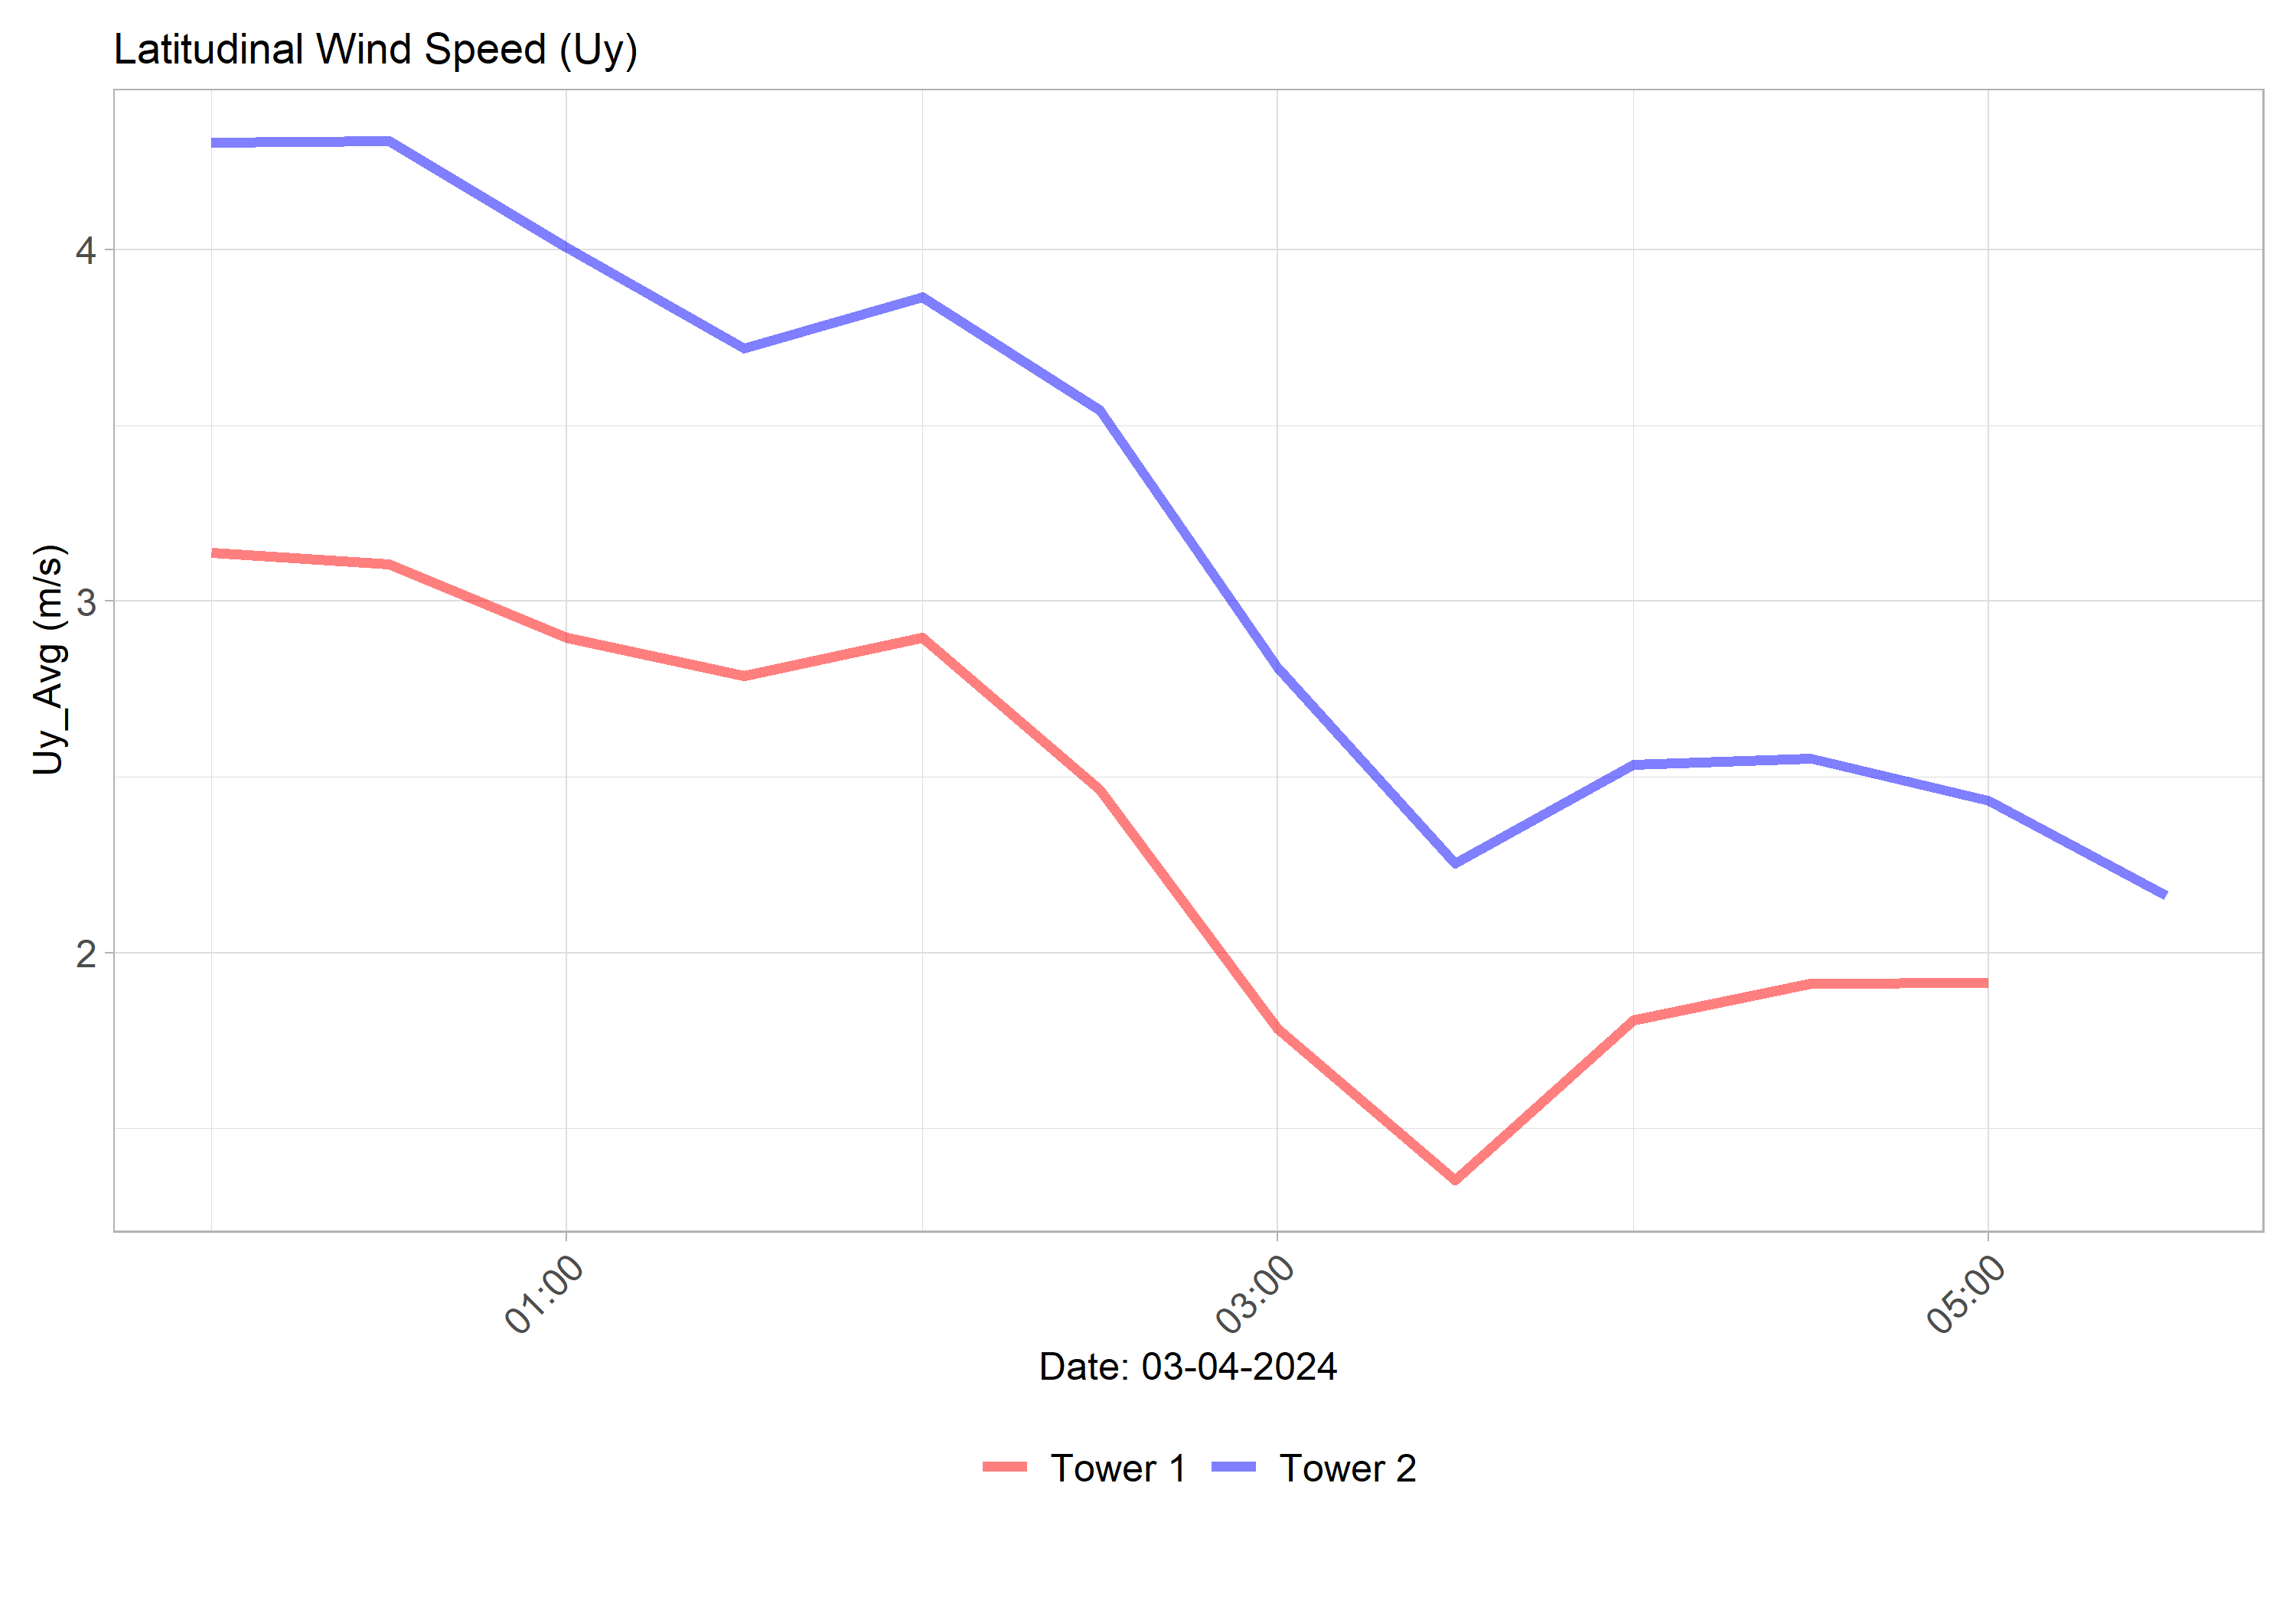 Latitudinal Wind Speed (Uy)
Uy_Avg (m/s)
4
3
2
01:00
03:00
05:00
Date: 03-04-2024
Tower 1
Tower 2